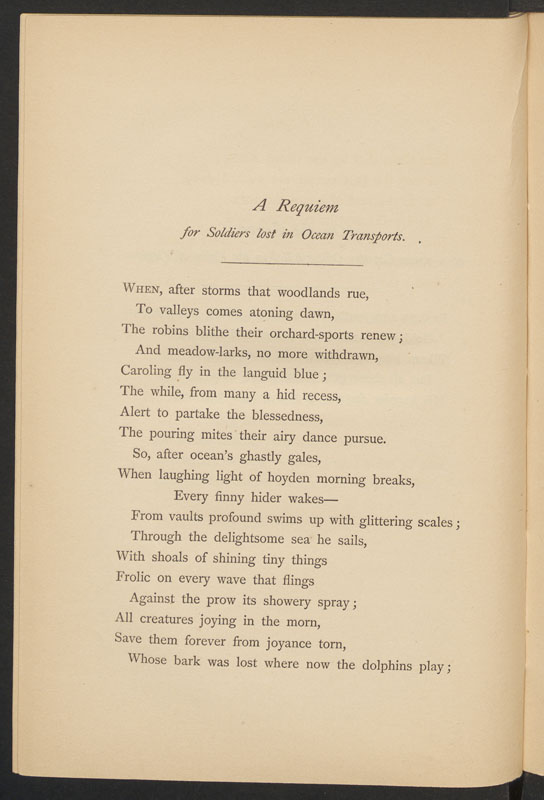 A Requiem
for Soldiers lost in Ocean Transports.
WHEN, after storms that woodlands rue,
To valleys comes atoning dawn,
The robins blithe their orchard-sports renew;
And meadow-larks, no more withdrawn,
Caroling fly in the languid blue;
The while, from many a hid recess,
Alert to partake the blessedness,
The pouring mites their airy dance pursue.
So, after ocean's ghastly gales,
When laughing light of hoyden morning breaks,
Every finny hider wakes—
From vaults profound swims up with glittering scales;
Through the delightsome sea he sails,
With shoals of shining tiny things
Frolic on every wave that flings
Against the prow its showery spray;
All creatures joying in the morn,
Save them forever from joyance torn,
Whose bark was lost where now the dolphins play;